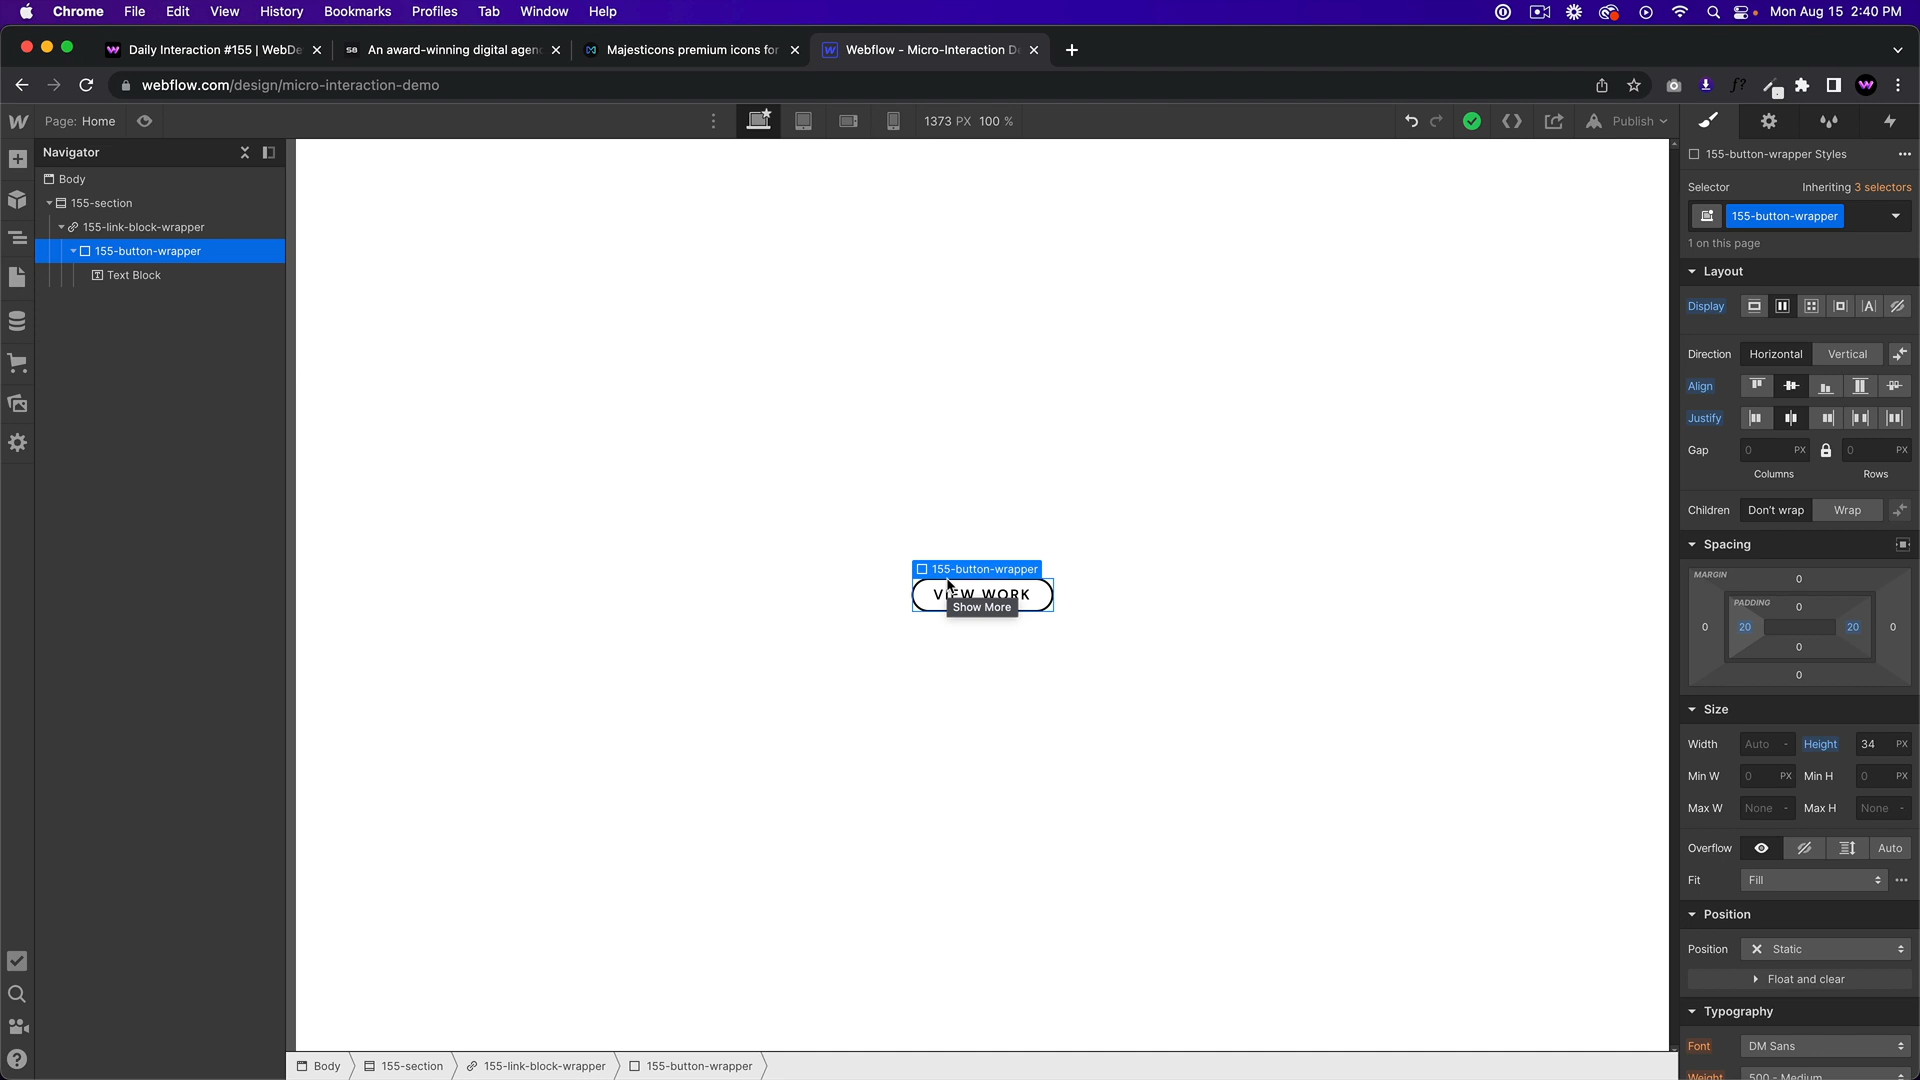 Chrome File Edit View History Bookmarks Profiles Tab Window Help Mon Aug 15 2:40 PM
Daily Interaction #155 | WebDe An award-winning digital agen Majesticons premium icons for Webflow - Micro-Interaction D
webflow.com/design/micro-interaction-demo
Page: Home 1373 PX 100 % Publish
Navigator
Body
155-section
155-link-block-wrapper
155-button-wrapper
Text Block
155-button-wrapper
VIEW WORK
Show More
155-button-wrapper Styles
Selector Inheriting 3 selectors
155-button-wrapper
1 on this page
Layout
Display
Direction Horizontal Vertical
Align
Justify
Gap 0 PX 0 PX
Columns Rows
Children Don't wrap Wrap
Spacing
MARGIN 0
PADDING 0
0 20 20 0
0
0
Size
Width Auto - Height 34 PX
Min W 0 PX Min H 0 PX
Max W None - Max H None -
Overflow Auto
Fit Fill
Position
Position Static
Float and clear
Typography
Font DM Sans
Weight 500 - Medium
Body 155-section 155-link-block-wrapper 155-button-wrapper